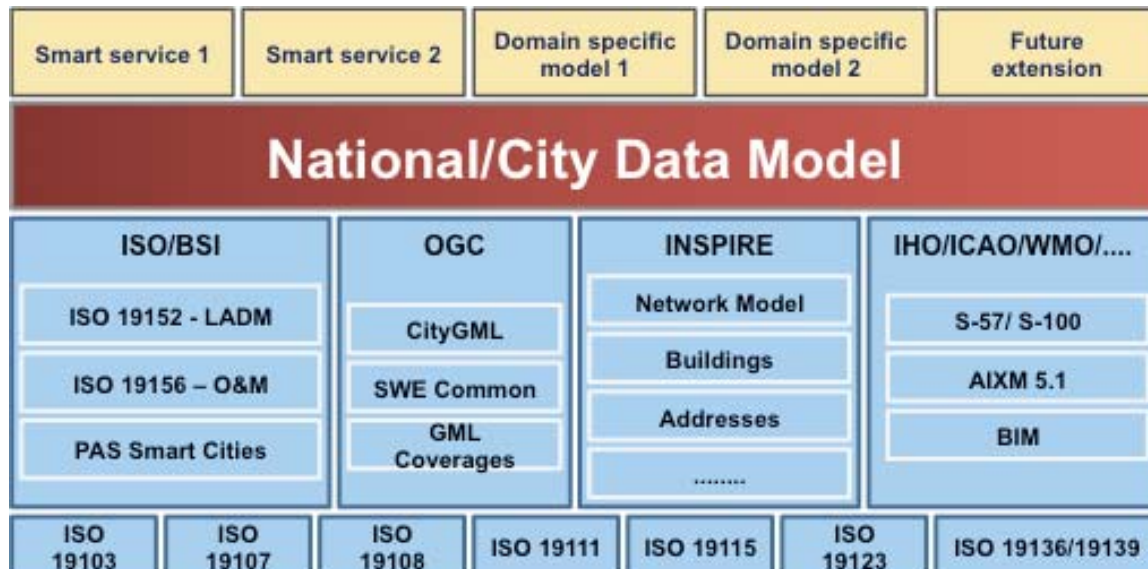 Smart service 1
Smart service 2
Domain specific
model 1
Domain specific
model 2
Future
extension
National/City Data Model
ISO/BSI
ISO 19152 - LADM
ISO 19156 – O&M
PAS Smart Cities
OGC
CityGML
SWE Common
GML
Coverages
INSPIRE
Network Model
Buildings
Addresses
........
IHO/ICAO/WMO/....
S-57/ S-100
AIXM 5.1
BIM
ISO
19103
ISO
19107
ISO
19108
ISO 19111
ISO 19115
ISO
19123
ISO 19136/19139